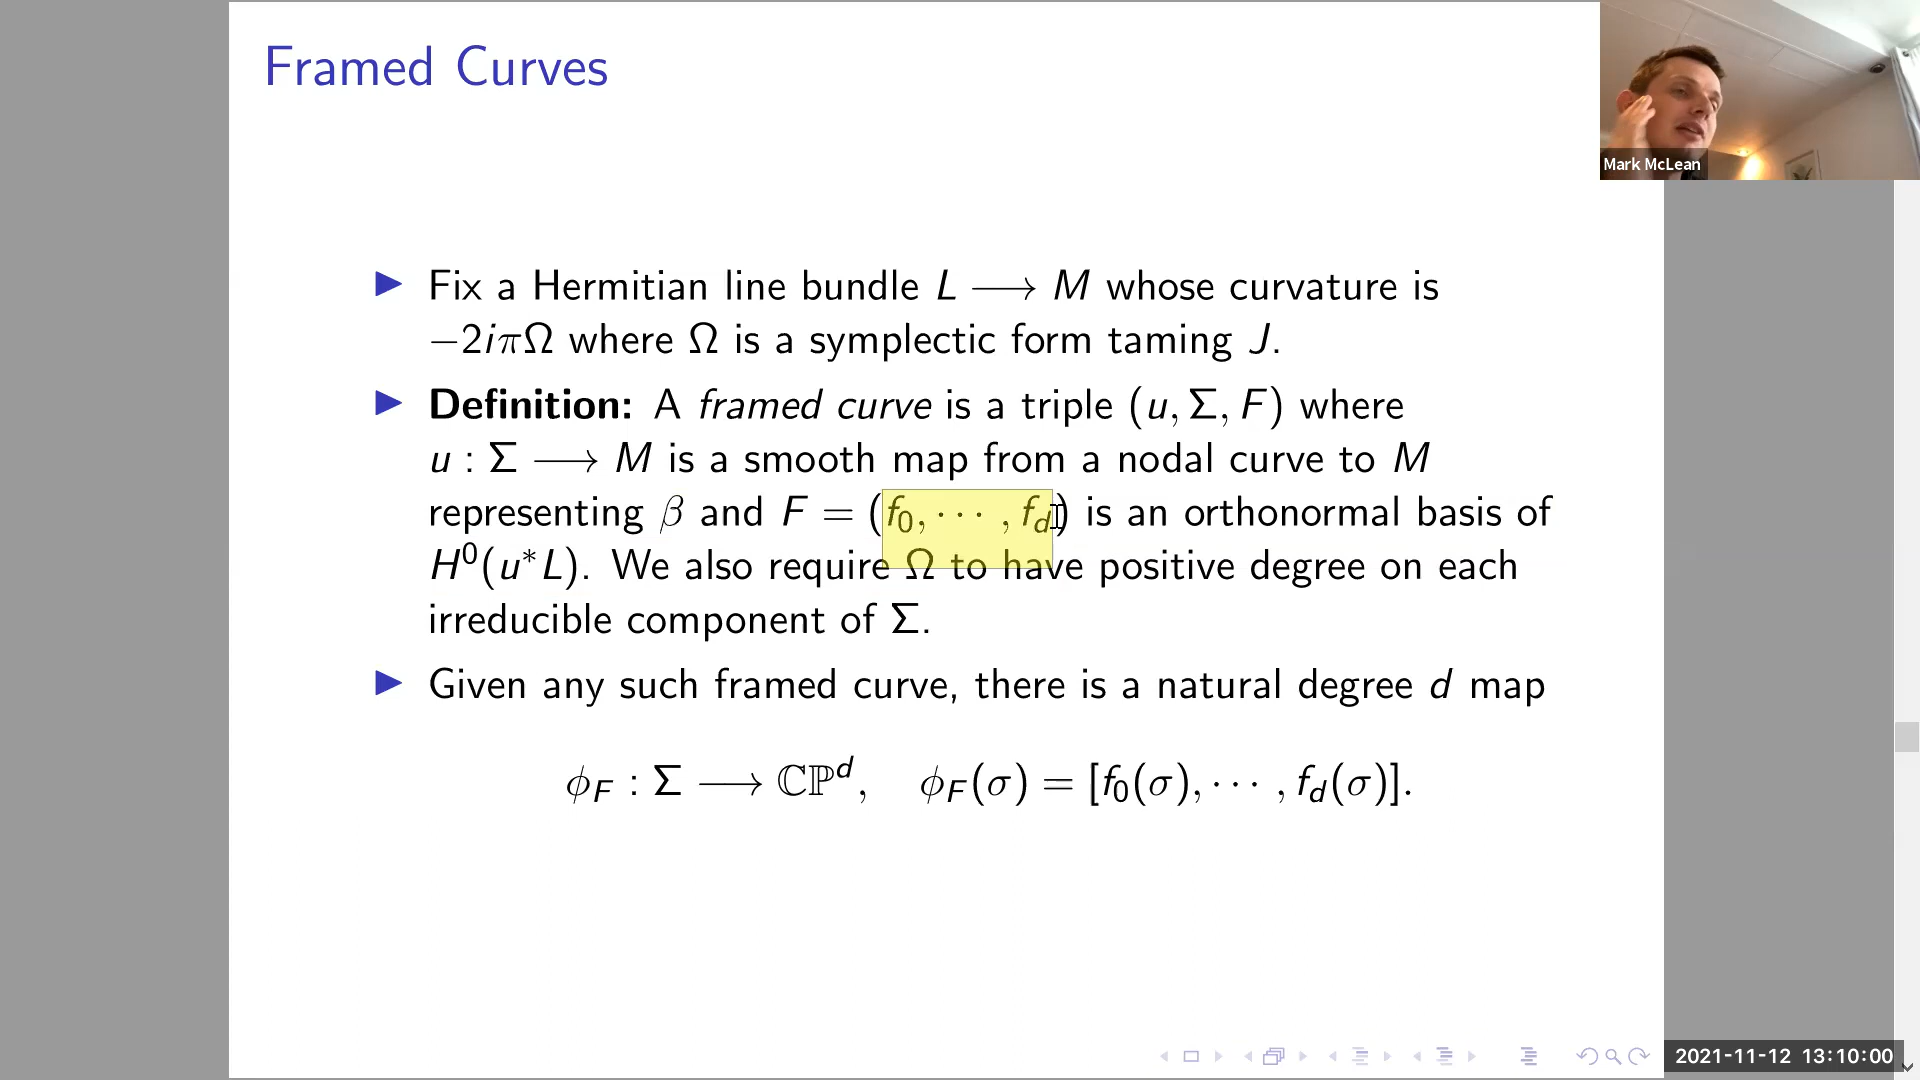 Framed Curves
Mark McLean
▶ Fix a Hermitian line bundle L ⟶ M whose curvature is
−2iπΩ where Ω is a symplectic form taming J.
▶ Definition: A framed curve is a triple (u, Σ, F) where
u : Σ ⟶ M is a smooth map from a nodal curve to M
representing β and F = (f₀, ⋯ , f_d) is an orthonormal basis of
H⁰(u*L). We also require Ω to have positive degree on each
irreducible component of Σ.
▶ Given any such framed curve, there is a natural degree d map
ϕ_F : Σ ⟶ ℂℙᵈ, ϕ_F(σ) = [f₀(σ), ⋯ , f_d(σ)].
2021-11-12 13:10:00